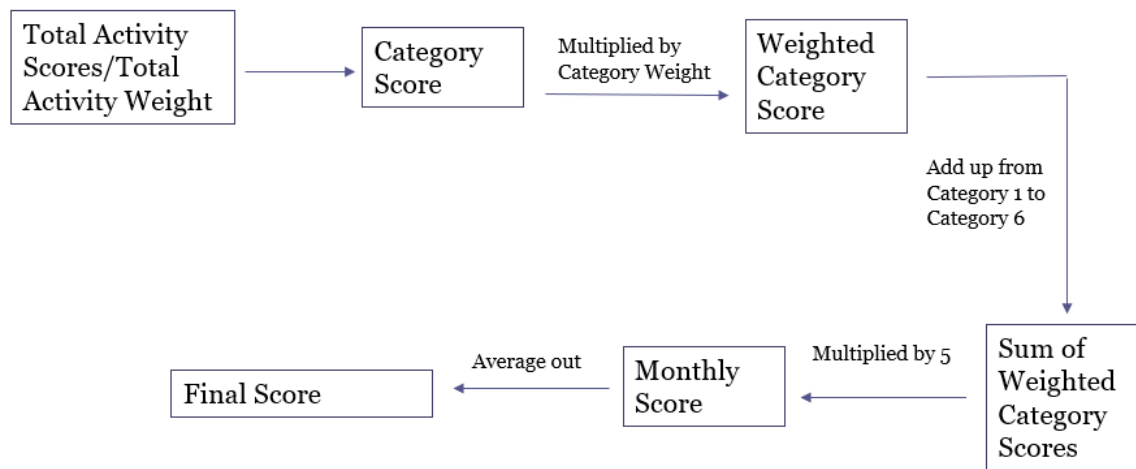 Total Activity
Scores/Total
Activity Weight
Category
Score
Multiplied by
Category Weight
Weighted
Category
Score
Add up from
Category 1 to
Category 6
Sum of
Weighted
Category
Scores
Multiplied by 5
Monthly
Score
Average out
Final Score